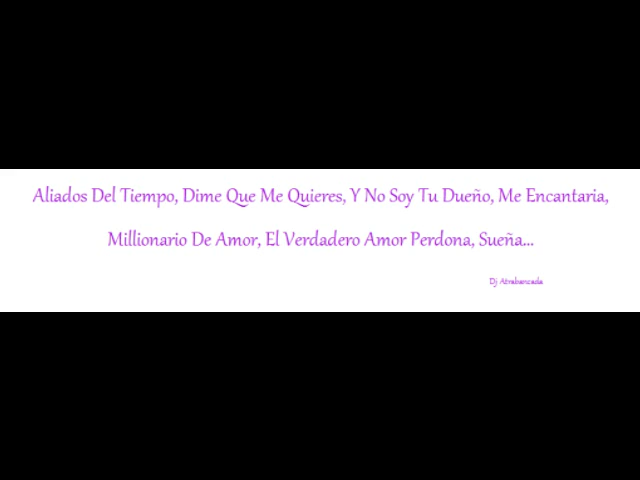 Aliados Del Tiempo, Dime Que Me Quieres, Y No Soy Tu Dueño, Me Encantaria,
Millionario De Amor, El Verdadero Amor Perdona, Sueña...
Dj Atrabancada